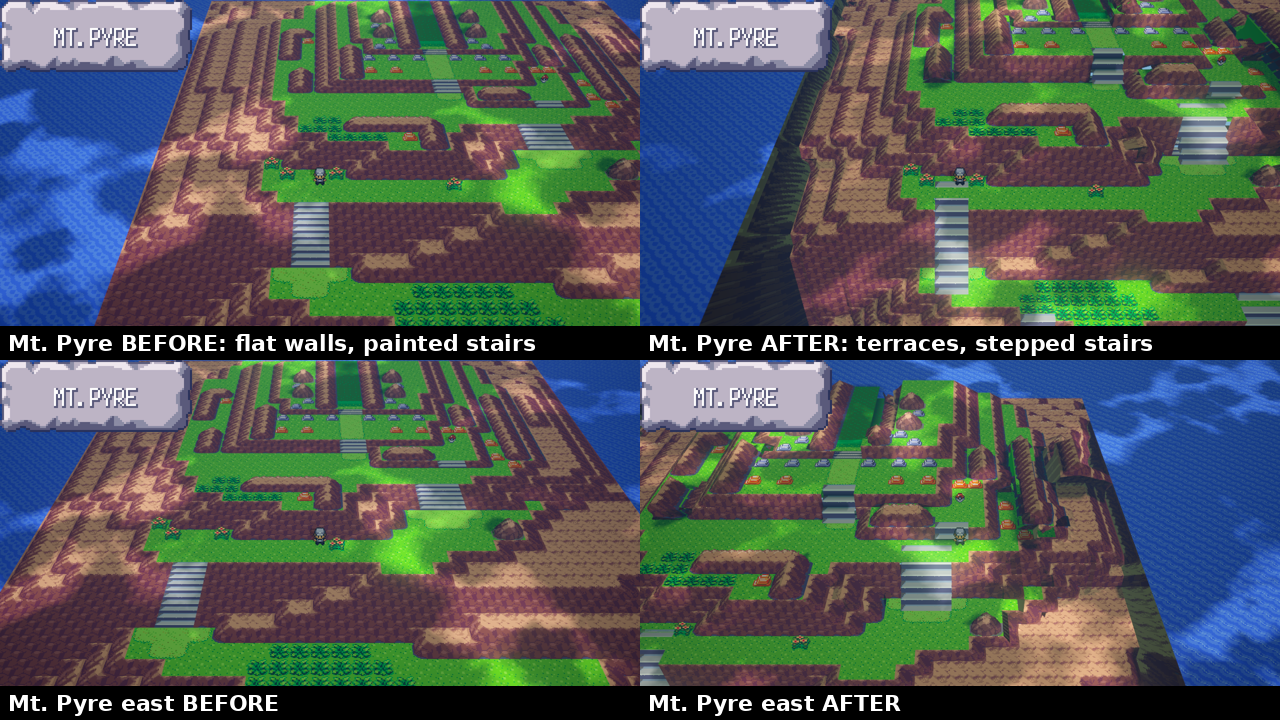 MT. PYRE
MT. PYRE
Mt. Pyre BEFORE: flat walls, painted stairs
Mt. Pyre AFTER: terraces, stepped stairs
MT. PYRE
MT. PYRE
Mt. Pyre east BEFORE
Mt. Pyre east AFTER